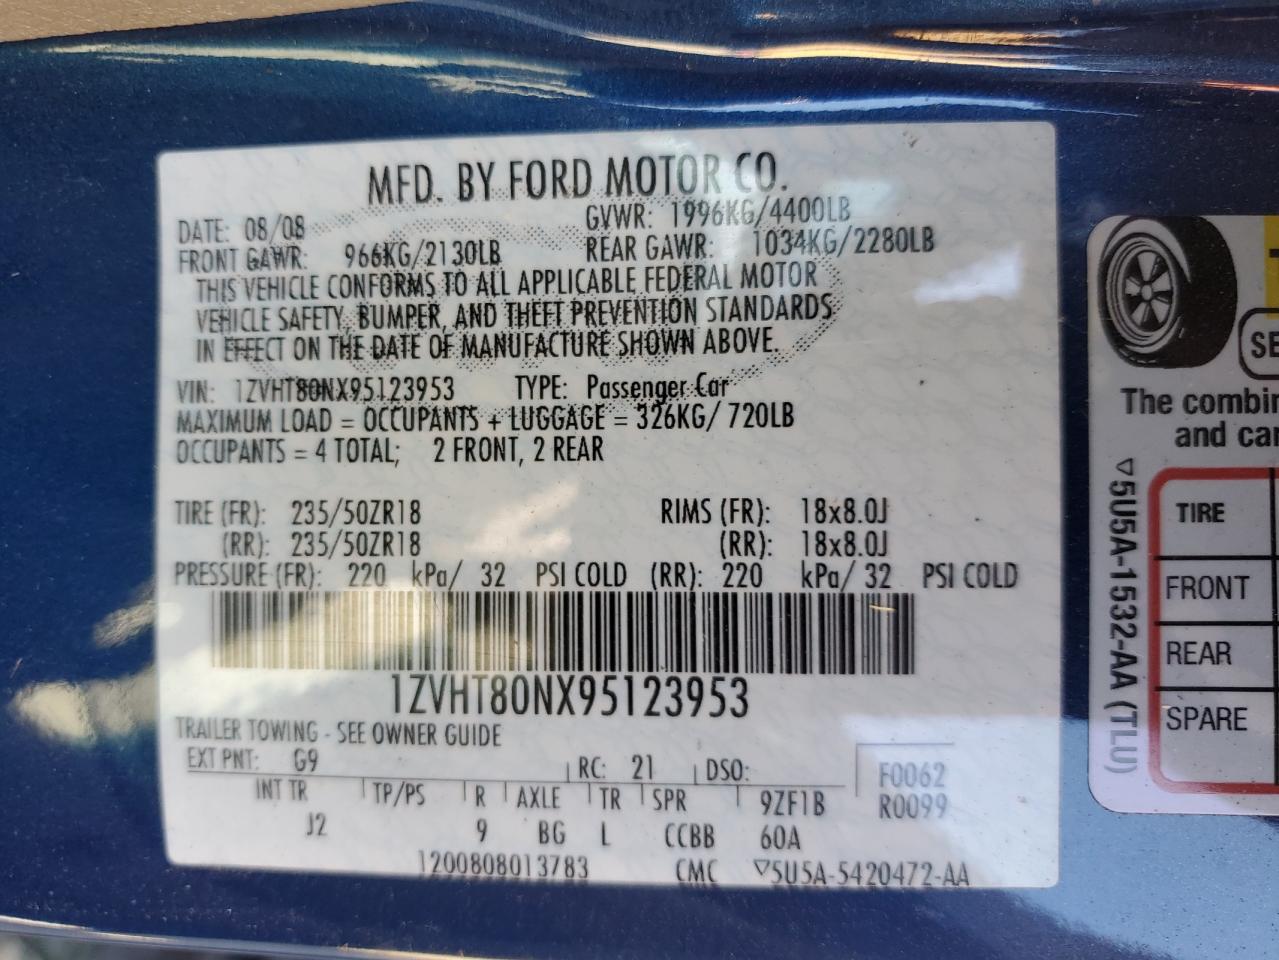 MFD. BY FORD MOTOR CO.
DATE: 08/08 GVWR: 1996KG/4400LB
FRONT GAWR: 966KG/2130LB REAR GAWR: 1034KG/2280LB
THIS VEHICLE CONFORMS TO ALL APPLICABLE FEDERAL MOTOR
VEHICLE SAFETY, BUMPER, AND THEFT PREVENTION STANDARDS
IN EFFECT ON THE DATE OF MANUFACTURE SHOWN ABOVE.
VIN: 1ZVHT80NX95123953 TYPE: Passenger Car
MAXIMUM LOAD = OCCUPANTS + LUGGAGE = 326KG/ 720LB
OCCUPANTS = 4 TOTAL; 2 FRONT, 2 REAR
TIRE (FR): 235/50ZR18 RIMS (FR): 18x8.0J
(RR): 235/50ZR18 (RR): 18x8.0J
PRESSURE (FR): 220 kPa/ 32 PSI COLD (RR): 220 kPa/ 32 PSI COLD
1ZVHT80NX95123953
TRAILER TOWING - SEE OWNER GUIDE
EXT PNT: G9 RC: 21 DSO: F0062
INT TR TP/PS R AXLE TR SPR 9ZF1B R0099
J2 9 BG L CCBB 60A
1200808013783 CMC ▽5U5A-5420472-AA
SE
The combin
and car
TIRE
FRONT
REAR
SPARE
▽5U5A-1532-AA (TLU)